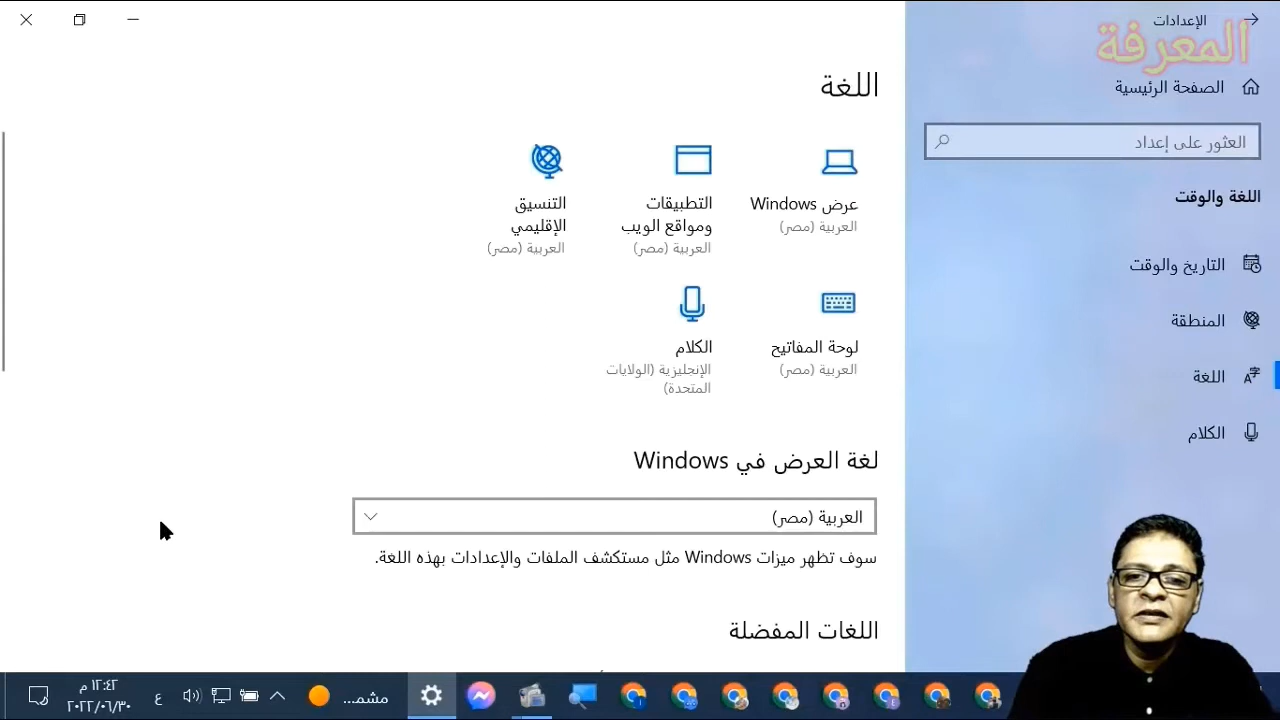 الإعدادات
المعرفة
الصفحة الرئيسية
العثور على إعداد
اللغة والوقت
التاريخ والوقت
المنطقة
اللغة
الكلام
اللغة
عرض Windows
العربية (مصر)
التطبيقات
ومواقع الويب
العربية (مصر)
التنسيق
الإقليمي
العربية (مصر)
لوحة المفاتيح
العربية (مصر)
الكلام
الإنجليزية (الولايات
المتحدة)
لغة العرض في Windows
العربية (مصر)
سوف تظهر ميزات Windows مثل مستكشف الملفات والإعدادات بهذه اللغة.
اللغات المفضلة
مشمـ...
ع
١٢:٤٢ م
٢٠٢٢/٠٦/٣٠